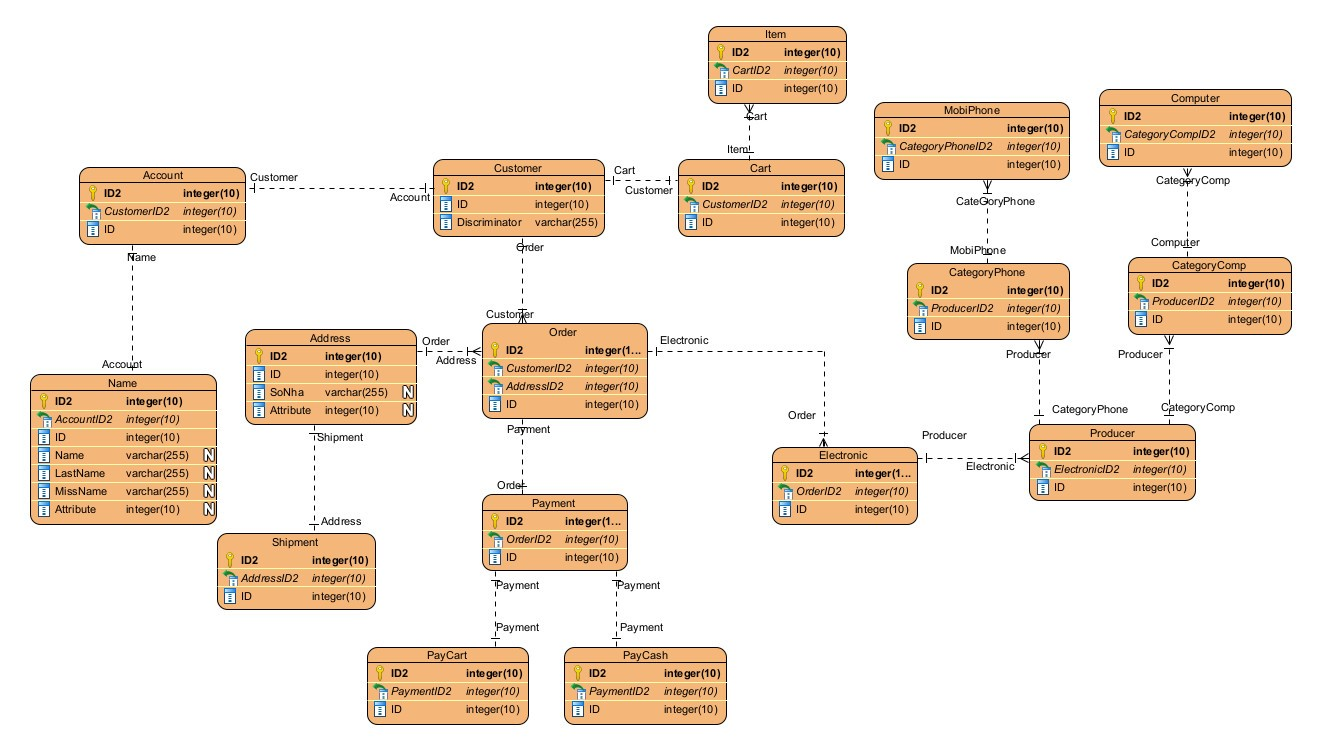 Item
ID2 integer(10)
CartID2 integer(10)
ID integer(10)
Cart
Item
MobiPhone
ID2 integer(10)
CategoryPhoneID2 integer(10)
ID integer(10)
CateGoryPhone
MobiPhone
Computer
ID2 integer(10)
CategoryCompID2 integer(10)
ID integer(10)
CategoryComp
Computer
Account
ID2 integer(10)
CustomerID2 integer(10)
ID integer(10)
Customer
Account
Name
Account
Customer
ID2 integer(10)
ID integer(10)
Discriminator varchar(255)
Cart
Customer
Order
Customer
Cart
ID2 integer(10)
CustomerID2 integer(10)
ID integer(10)
CategoryPhone
ID2 integer(10)
ProducerID2 integer(10)
ID integer(10)
Producer
CategoryPhone
CategoryComp
ID2 integer(10)
ProducerID2 integer(10)
ID integer(10)
Producer
CategoryComp
Name
ID2 integer(10)
AccountID2 integer(10)
ID integer(10)
Name varchar(255) N
LastName varchar(255) N
MissName varchar(255) N
Attribute integer(10) N
Address
ID2 integer(10)
ID integer(10)
SoNha varchar(255) N
Attribute integer(10) N
Order
Address
Shipment
Address
Order
ID2 integer(1...
CustomerID2 integer(10)
AddressID2 integer(10)
ID integer(10)
Electronic
Order
Payment
Order
Electronic
ID2 integer(1...
OrderID2 integer(10)
ID integer(10)
Producer
Electronic
Producer
ID2 integer(10)
ElectronicID2 integer(10)
ID integer(10)
Shipment
ID2 integer(10)
AddressID2 integer(10)
ID integer(10)
Payment
ID2 integer(1...
OrderID2 integer(10)
ID integer(10)
Payment
Payment
Payment
Payment
PayCart
ID2 integer(10)
PaymentID2 integer(10)
ID integer(10)
PayCash
ID2 integer(10)
PaymentID2 integer(10)
ID integer(10)